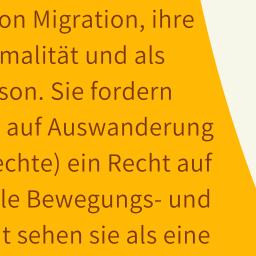 on Migration, ihre
malität und als
son. Sie fordern
auf Auswanderung
echte) ein Recht auf
le Bewegungs- und
t sehen sie als eine